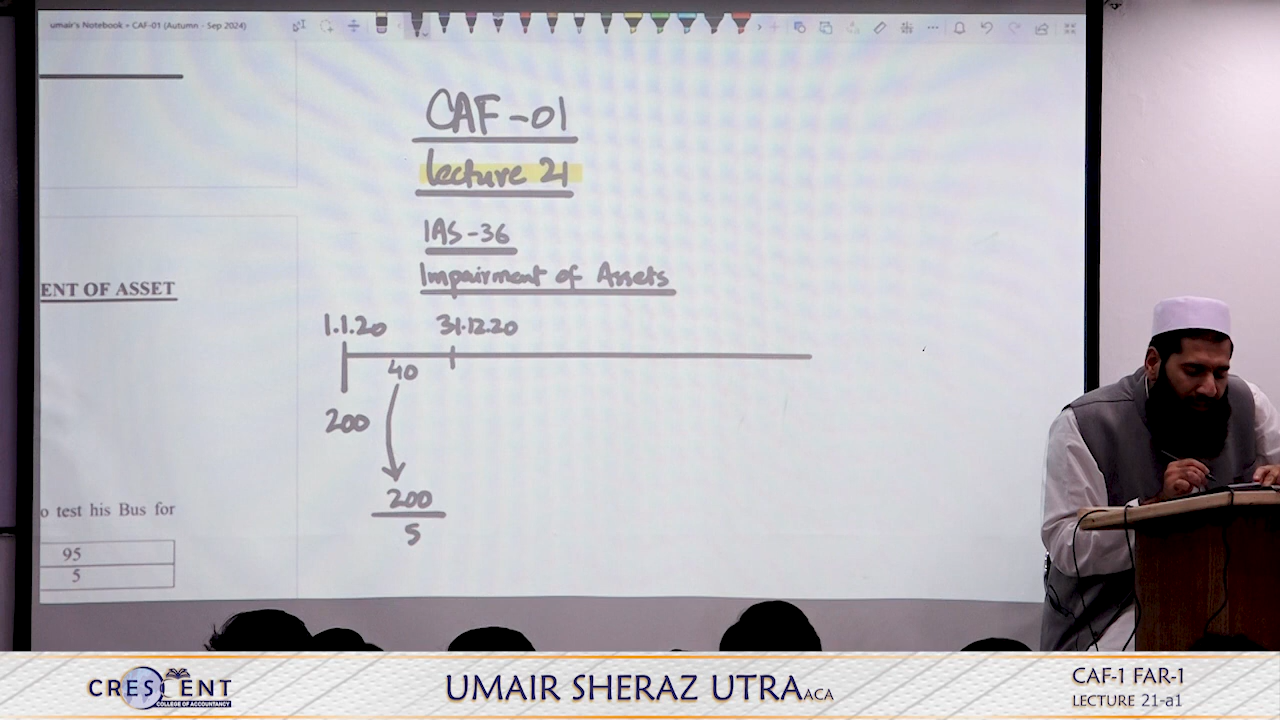 umair's Notebook • CAF-01 (Autumn - Sep 2024)
CAF-01
Lecture 21
IAS-36
Impairment of Assets
ENT OF ASSET
1.1.20 31.12.20
40
200
200
5
o test his Bus for
95
5
CRESCENT
COLLEGE OF ACCOUNTANCY
UMAIR SHERAZ UTRA ACA
CAF-1 FAR-1
LECTURE 21-a1